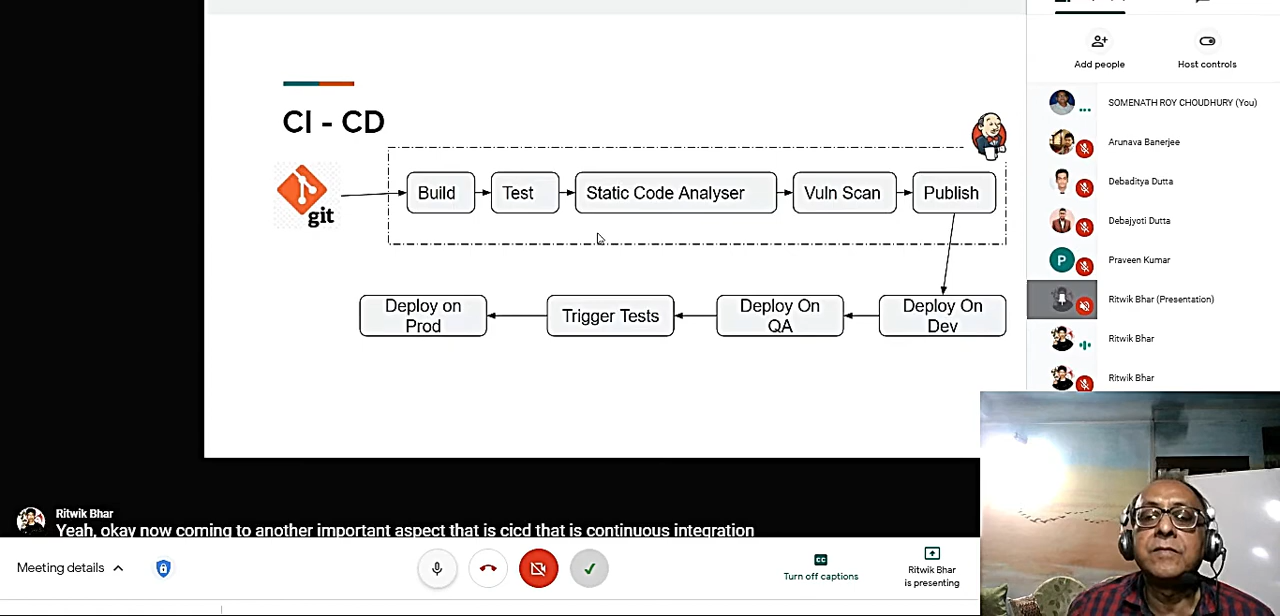 CI - CD
git
Build
Test
Static Code Analyser
Vuln Scan
Publish
Deploy on
Prod
Trigger Tests
Deploy On
QA
Deploy On
Dev
Add people
Host controls
SOMENATH ROY CHOUDHURY (You)
Arunava Banerjee
Debaditya Dutta
Debajyoti Dutta
P
Praveen Kumar
Ritwik Bhar (Presentation)
Ritwik Bhar
Ritwik Bhar
Ritwik Bhar
Yeah, okay now coming to another important aspect that is cicd that is continuous integration
Meeting details
CC
Turn off captions
Ritwik Bhar
is presenting